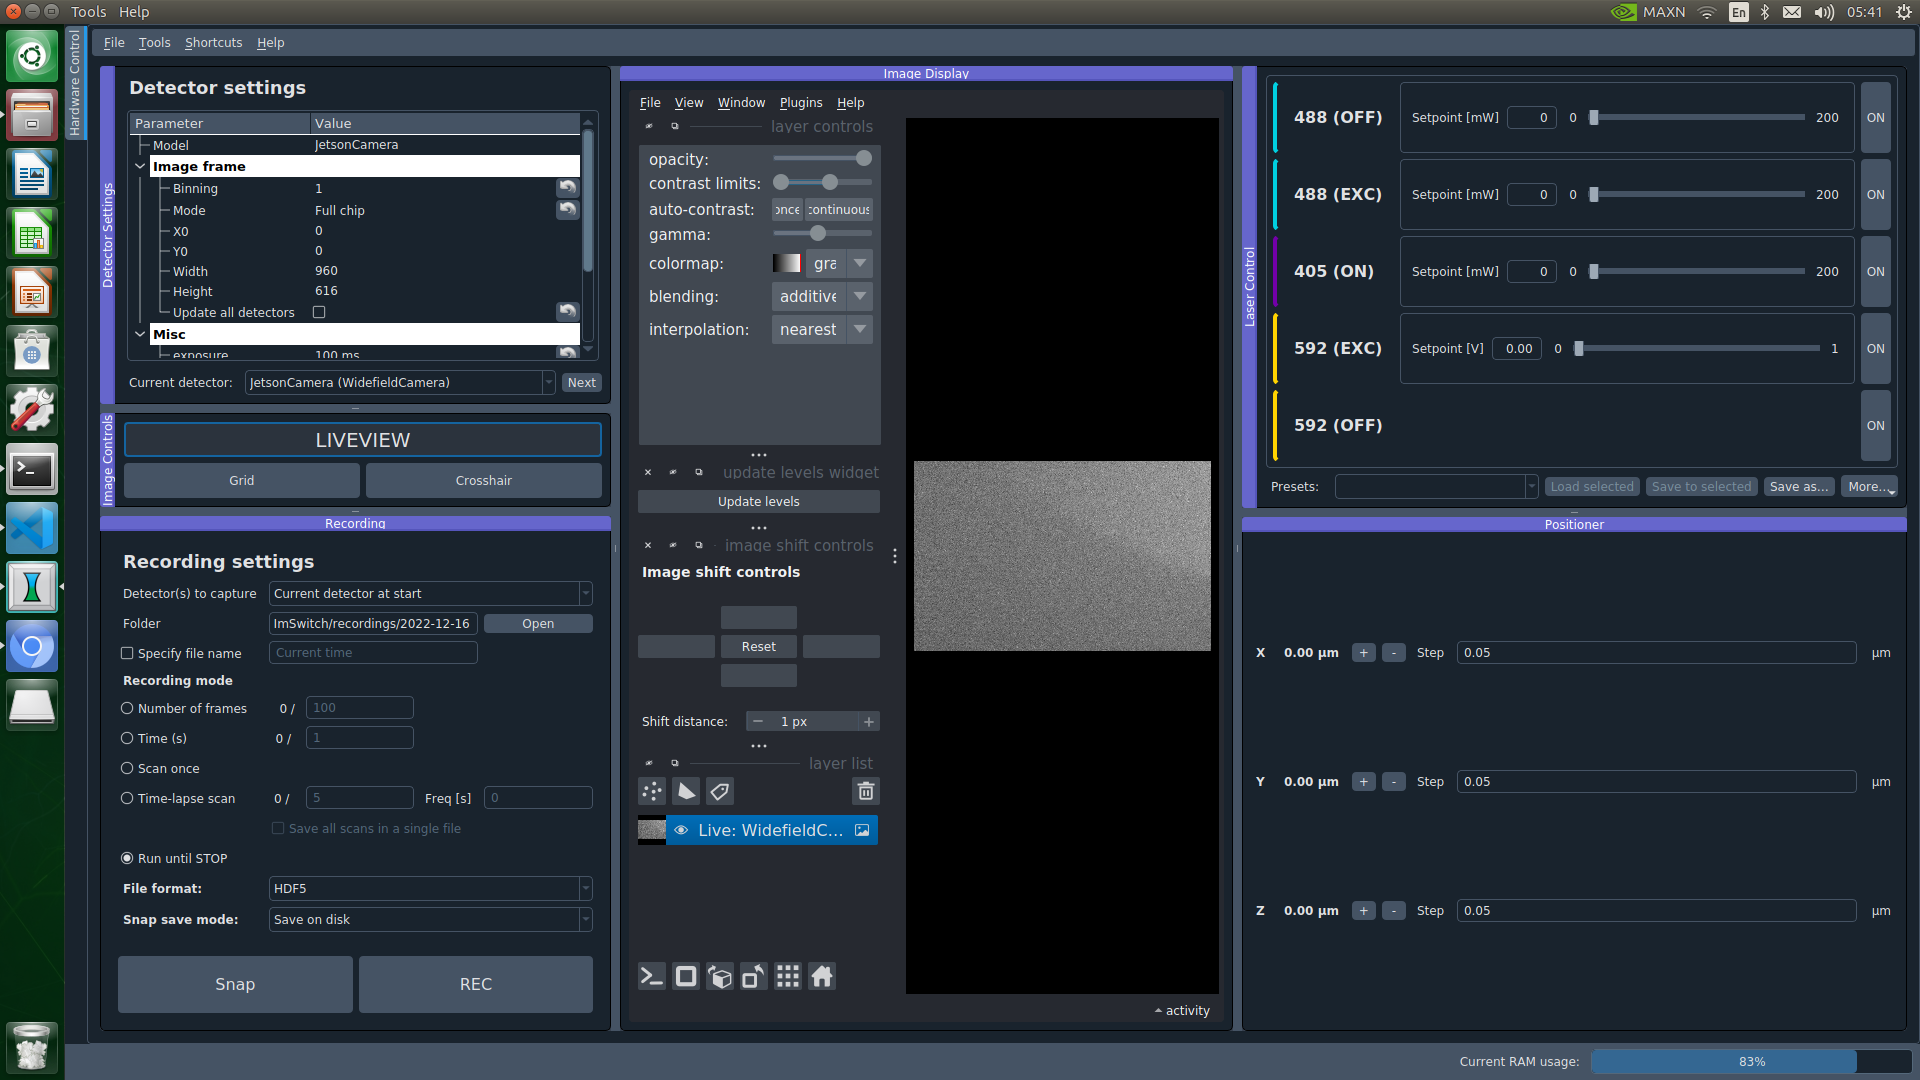 Tools Help
MAXN En 05:41
Hardware Control
File Tools Shortcuts Help
Detector Settings
Detector settings
Parameter Value
Model JetsonCamera
Image frame
Binning 1
Mode Full chip
X0 0
Y0 0
Width 960
Height 616
Update all detectors
Misc
exposure 100 ms
Current detector: JetsonCamera (WidefieldCamera) Next
Image Controls
LIVEVIEW
Grid Crosshair
Recording
Recording settings
Detector(s) to capture Current detector at start
Folder ImSwitch/recordings/2022-12-16 Open
Specify file name Current time
Recording mode
Number of frames 0 / 100
Time (s) 0 / 1
Scan once
Time-lapse scan 0 / 5 Freq [s] 0
Save all scans in a single file
Run until STOP
File format: HDF5
Snap save mode: Save on disk
Snap REC
Image Display
File View Window Plugins Help
layer controls
opacity:
contrast limits:
auto-contrast: once continuous
gamma:
colormap: gra
blending: additive
interpolation: nearest
update levels widget
Update levels
image shift controls
Image shift controls
Reset
Shift distance: − 1 px +
layer list
Live: WidefieldC...
activity
Laser Control
488 (OFF) Setpoint [mW] 0 0 200 ON
488 (EXC) Setpoint [mW] 0 0 200 ON
405 (ON) Setpoint [mW] 0 0 200 ON
592 (EXC) Setpoint [V] 0.00 0 1 ON
592 (OFF) ON
Presets: Load selected Save to selected Save as... More...
Positioner
X 0.00 µm + - Step 0.05 µm
Y 0.00 µm + - Step 0.05 µm
Z 0.00 µm + - Step 0.05 µm
Current RAM usage: 83%